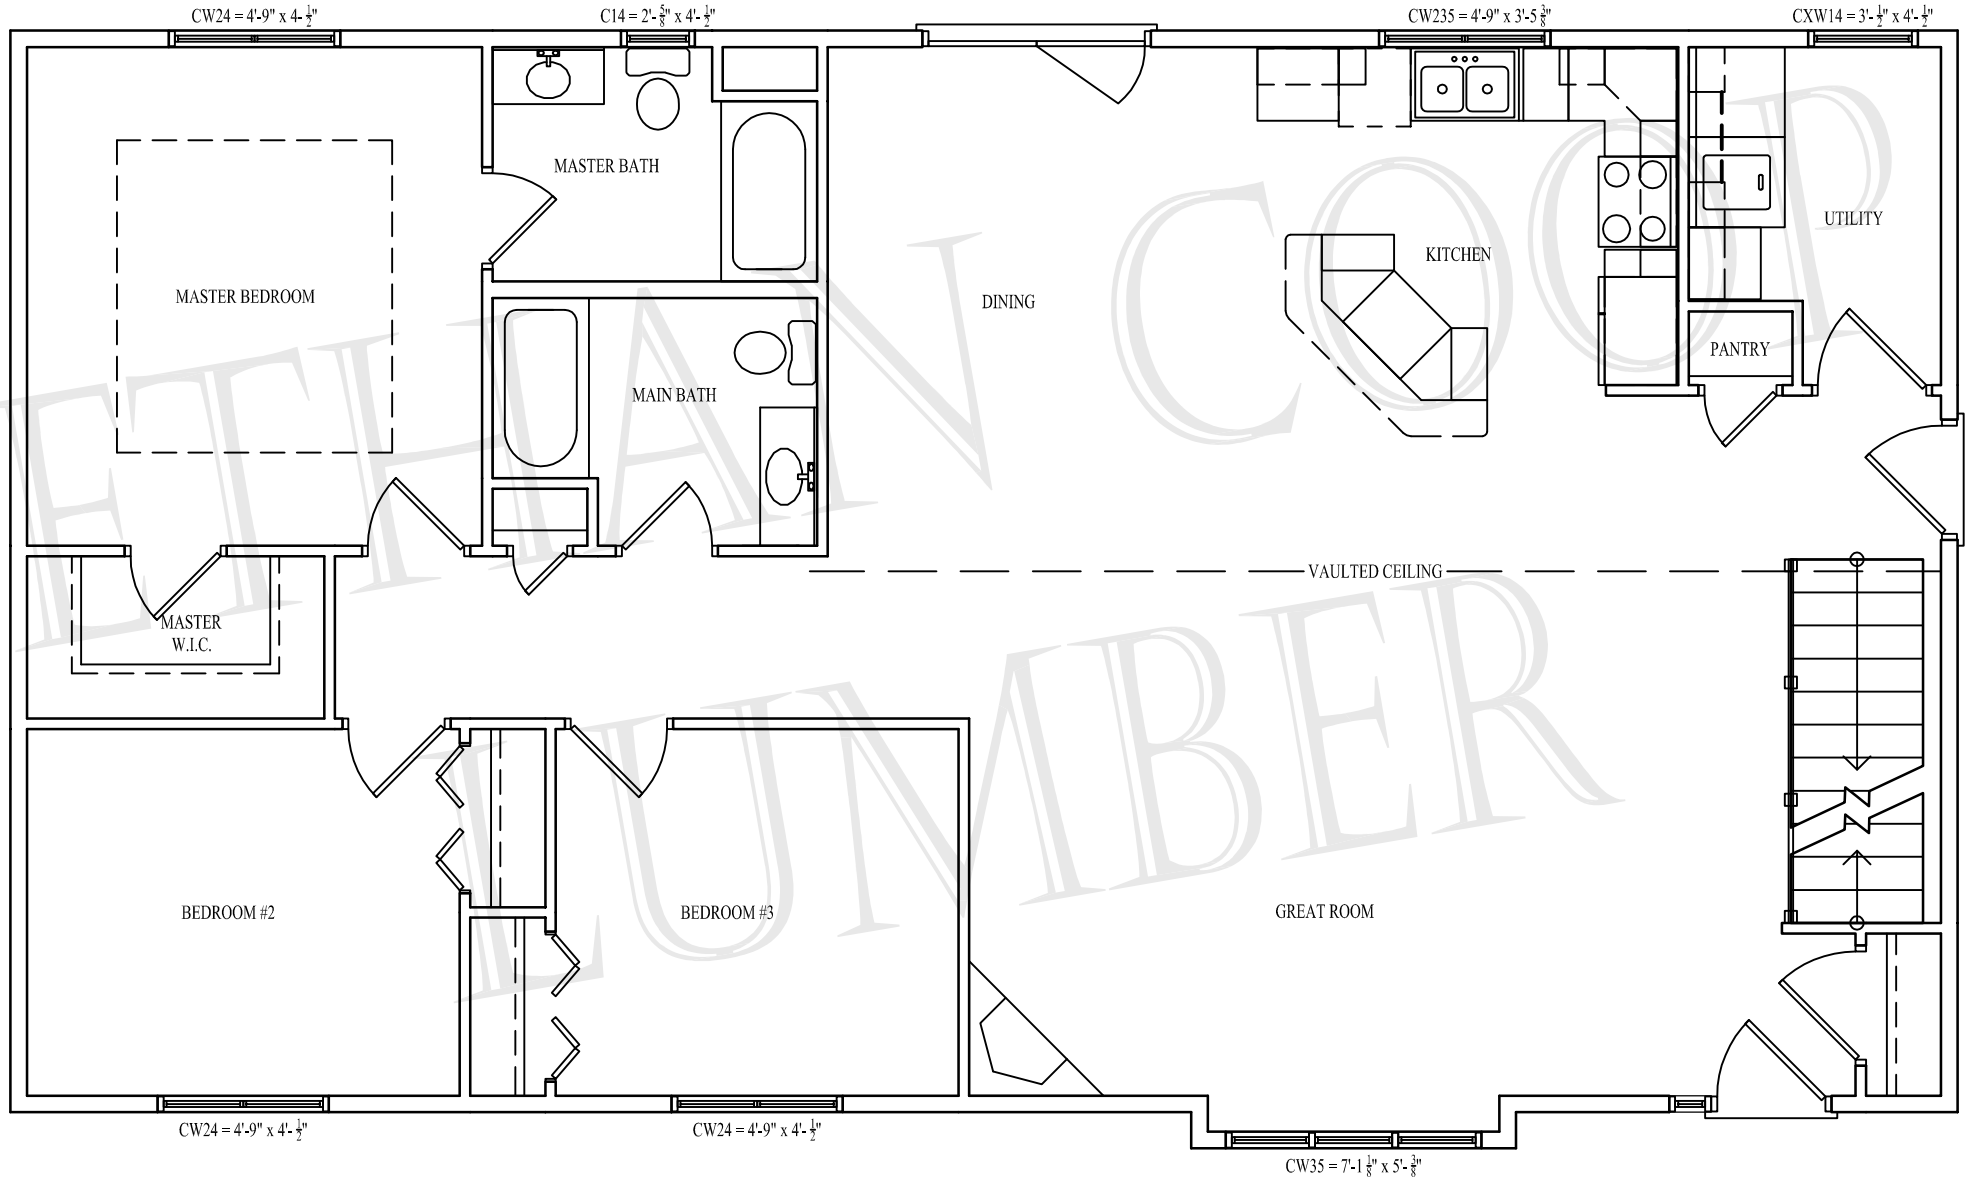 CW24 = 4'-9" x 4-½"
C14 = 2'-⅝" x 4'-½"
CW235 = 4'-9" x 3'-5 ⅜"
CXW14 = 3'-½" x 4'-½"
MASTER BATH
UTILITY
KITCHEN
MASTER BEDROOM
DINING
PANTRY
MAIN BATH
ETHAN COOP
VAULTED CEILING
MASTER
W.I.C.
LUMBER
BEDROOM #2
BEDROOM #3
GREAT ROOM
CW24 = 4'-9" x 4'-½"
CW24 = 4'-9" x 4'-½"
CW35 = 7'-1 ⅛" x 5'-⅜"